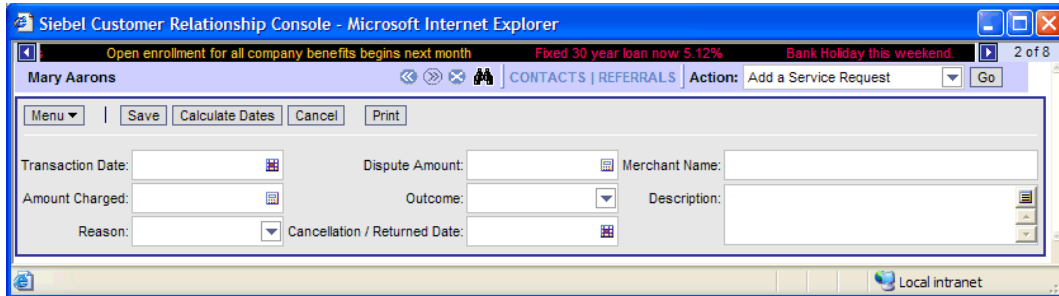 Siebel Customer Relationship Console - Microsoft Internet Explorer
s Open enrollment for all company benefits begins next month Fixed 30 year loan now 5.12% Bank Holiday this weekend. 2 of 8
Mary Aarons CONTACTS | REFERRALS Action: Add a Service Request Go
Menu Save Calculate Dates Cancel Print
Transaction Date: Dispute Amount: Merchant Name:
Amount Charged: Outcome: Description:
Reason: Cancellation / Returned Date:
Local intranet